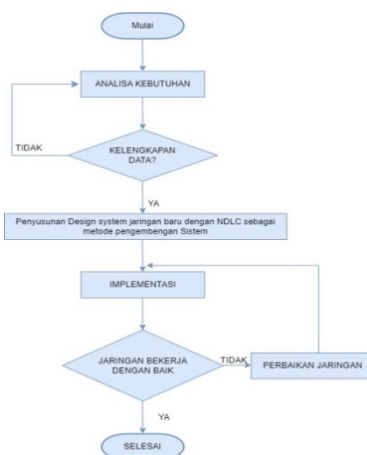 Mulai
ANALISA KEBUTUHAN
TIDAK
KELENGKAPAN
DATA?
YA
Penyusunan Design system jaringan baru dengan NDLC sebagai
metode pengembengan Sistem
IMPLEMENTASI
JARINGAN BEKERJA
DENGAN BAIK
TIDAK
PERBAIKAN JARINGAN
YA
SELESAI